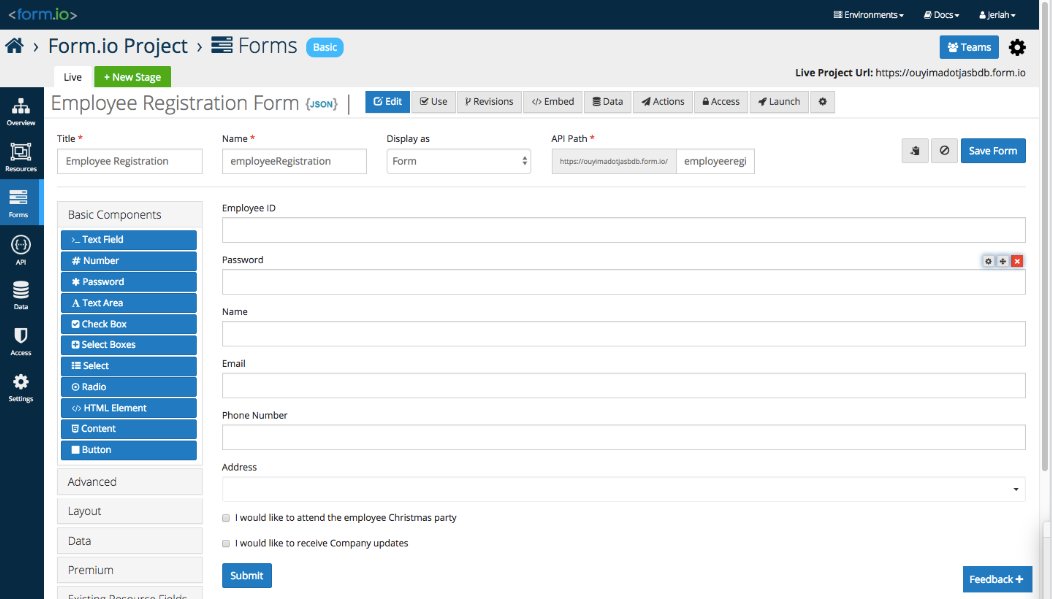 <form.io>
Environments Docs Jeriah
Form.io Project › Forms Basic
Teams
Live + New Stage
Live Project Url: https://ouyimadotjasbdb.form.io
Overview
Resources
Forms
API
Data
Access
Settings
Employee Registration Form {JSON} |
Edit Use Revisions </> Embed Data Actions Access Launch
Title * Name * Display as API Path *
Employee Registration employeeRegistration Form https://ouyimadotjasbdb.form.io/ employeeregi
Save Form
Basic Components
>_ Text Field
# Number
✱ Password
A Text Area
Check Box
Select Boxes
Select
Radio
</> HTML Element
Content
Button
Advanced
Layout
Data
Premium
Existing Resource Fields
Employee ID
Password
Name
Email
Phone Number
Address
I would like to attend the employee Christmas party
I would like to receive Company updates
Submit
Feedback +